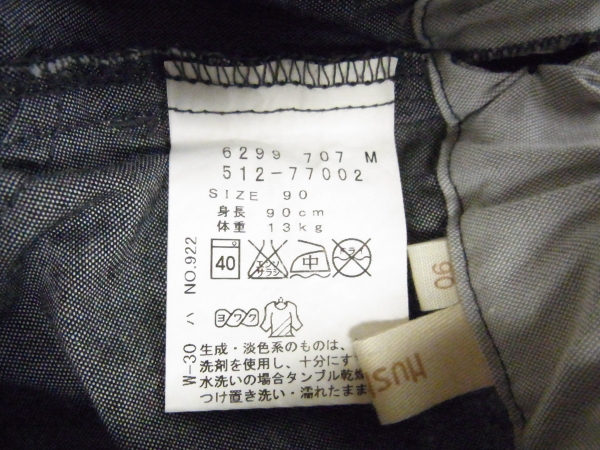 6299 707 M
512-77002
SIZE 90
身長 90cm
体重 13kg
40
エンソ
サラシ
中
ドライ
ヨワク
生成・淡色系のものは、
洗剤を使用し、十分にす
水洗いの場合タンブル乾燥
つけ置き洗い・濡れたまま
W-30 ハ NO.922
90
Hus